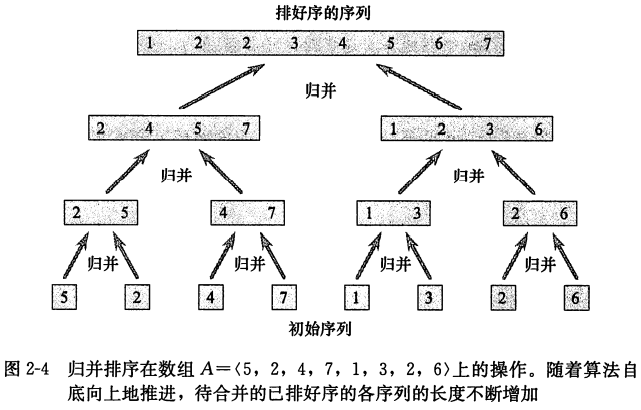 排好序的序列
1 2 2 3 4 5 6 7
归并
2 4 5 7 1 2 3 6
归并 归并
2 5 4 7 1 3 2 6
归并 归并 归并 归并
5 2 4 7 1 3 2 6
初始序列
图 2-4 归并排序在数组 A=⟨5，2，4，7，1，3，2，6⟩上的操作。随着算法自
底向上地推进，待合并的已排好序的各序列的长度不断增加